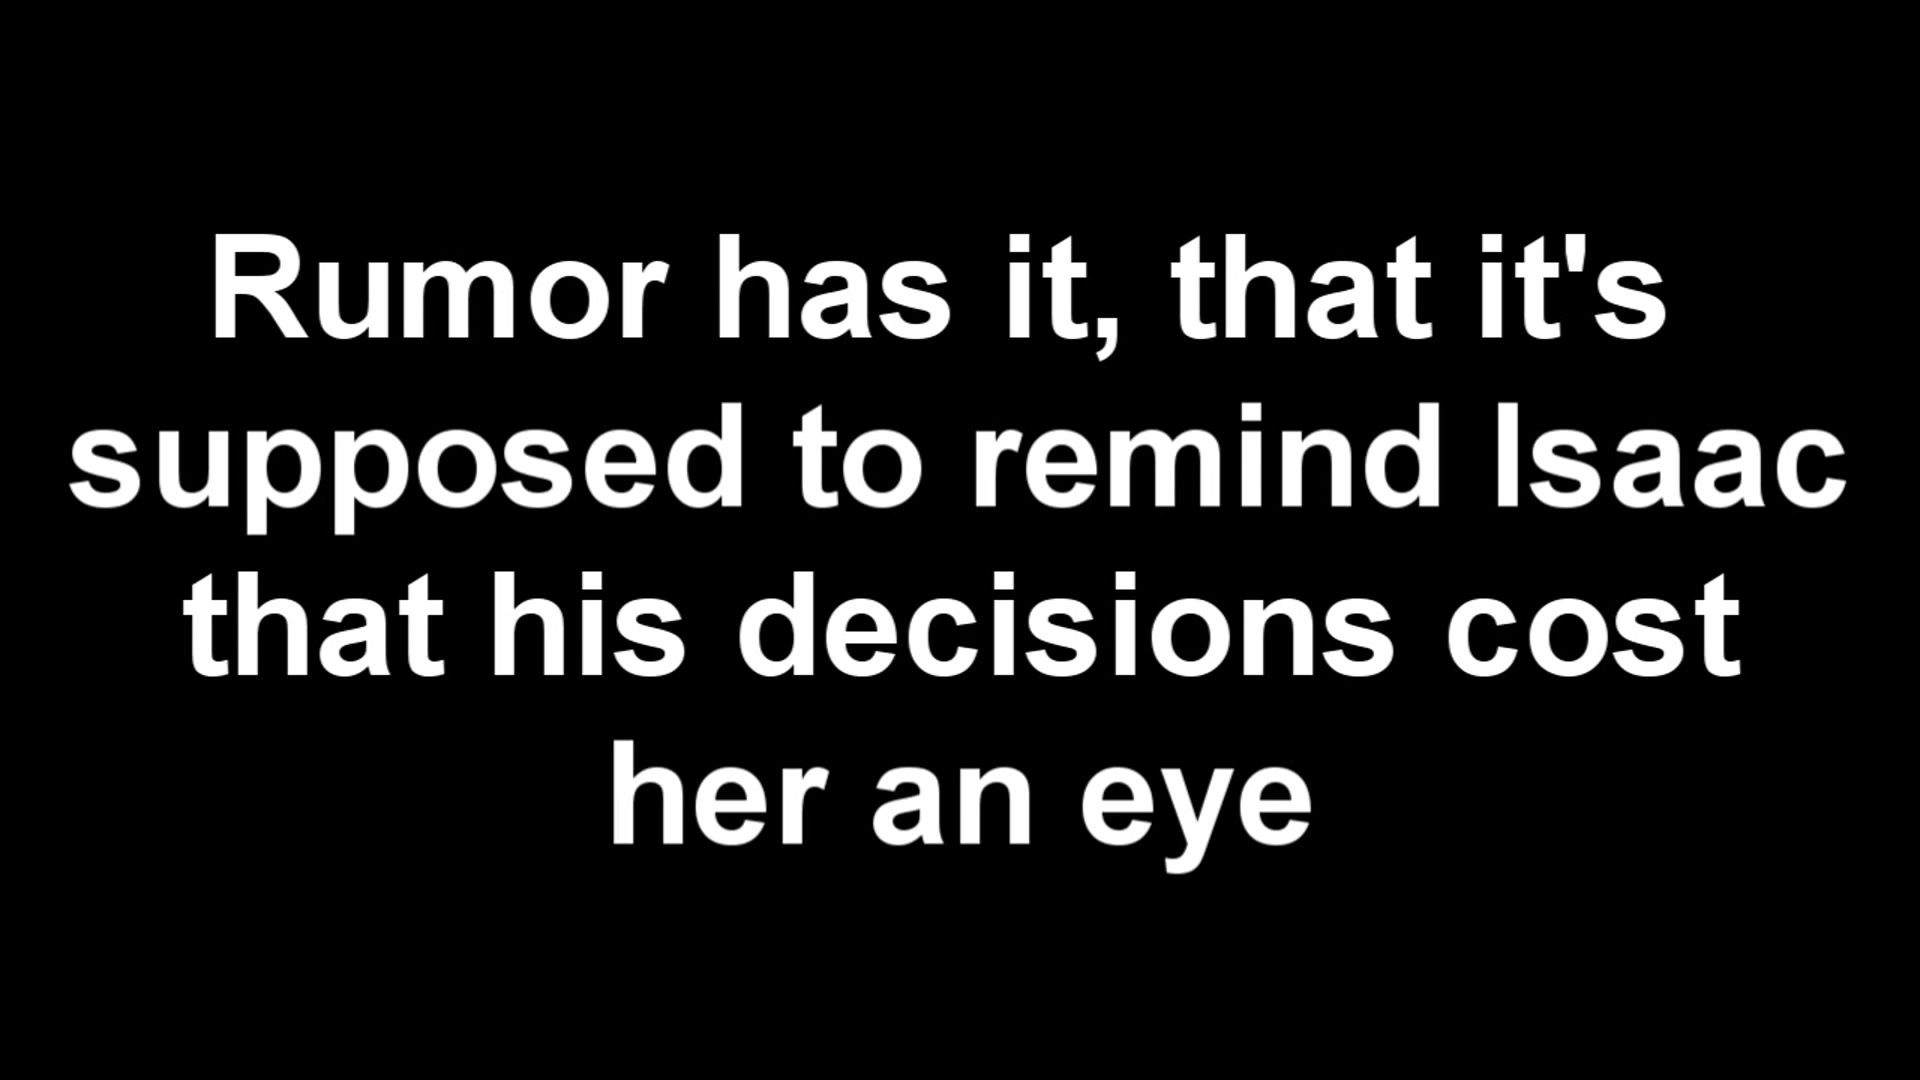 Rumor has it, that it's
supposed to remind Isaac
that his decisions cost
her an eye